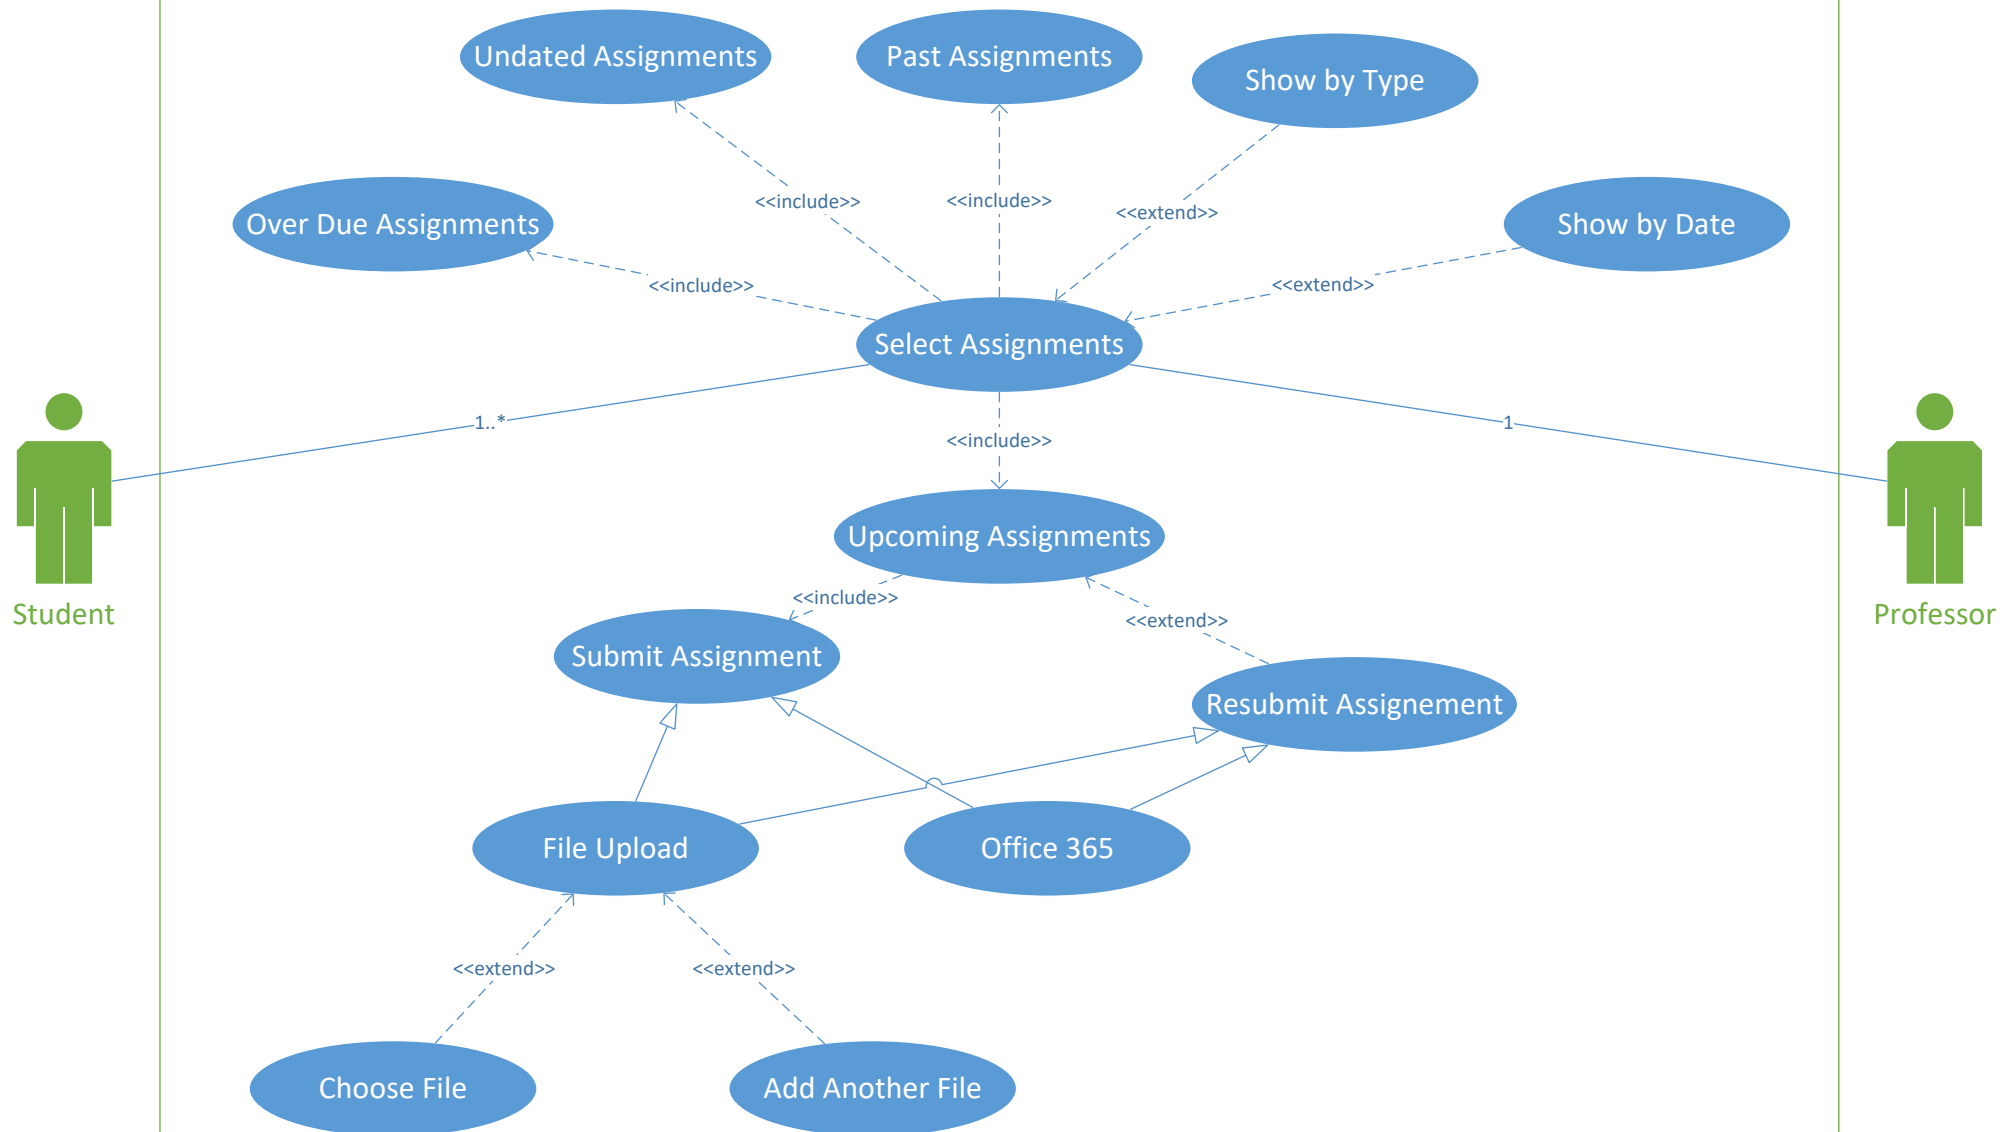 Undated Assignments
Past Assignments
Show by Type
Over Due Assignments
<<include>>
<<include>>
<<extend>>
Show by Date
<<include>>
<<extend>>
Select Assignments
1..*
1
<<include>>
Upcoming Assignments
<<include>>
<<extend>>
Student
Professor
Submit Assignment
Resubmit Assignement
File Upload
Office 365
<<extend>>
<<extend>>
Choose File
Add Another File